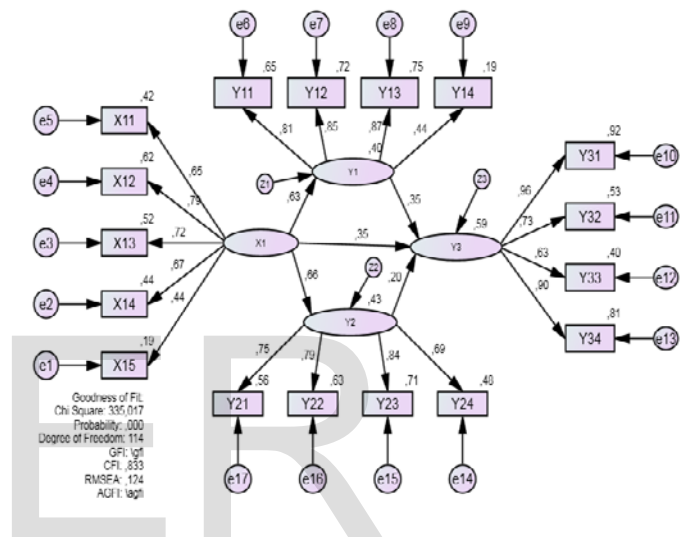 e6 e7 e8 e9
,65 ,72 ,75 ,19
Y11 Y12 Y13 Y14
,42
e5 X11
,81 ,85 ,87 ,44
,62
e4 X12
,65
,40
Y1
Z1
,92
Y31 e10
,79
,63
,35
Z3
,96
,53
Y32 e11
,52
e3 X13
,72
X1
,35
,59
Y3
,73
,40
Y33 e12
,63
,44
e2 X14
,67
,66
Z2
,20
,90
,44
,43
Y2
,81
Y34 e13
,19
e1 X15
,75 ,79 ,84 ,69
,56 ,63 ,71 ,48
Y21 Y22 Y23 Y24
e17 e16 e15 e14
Goodness of Fit:
Chi Square: 335,017
Probability: ,000
Degree of Freedom: 114
GFI: \gfi
CFI: ,833
RMSEA: ,124
AGFI: \agfi
ER